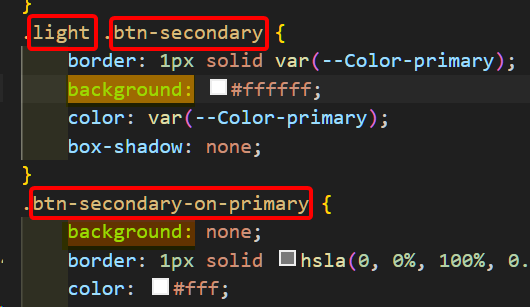 }
.light .btn-secondary {
border: 1px solid var(--Color-primary);
background: #ffffff;
color: var(--Color-primary);
box-shadow: none;
}
.btn-secondary-on-primary {
background: none;
border: 1px solid hsla(0, 0%, 100%, 0.
color: #fff;